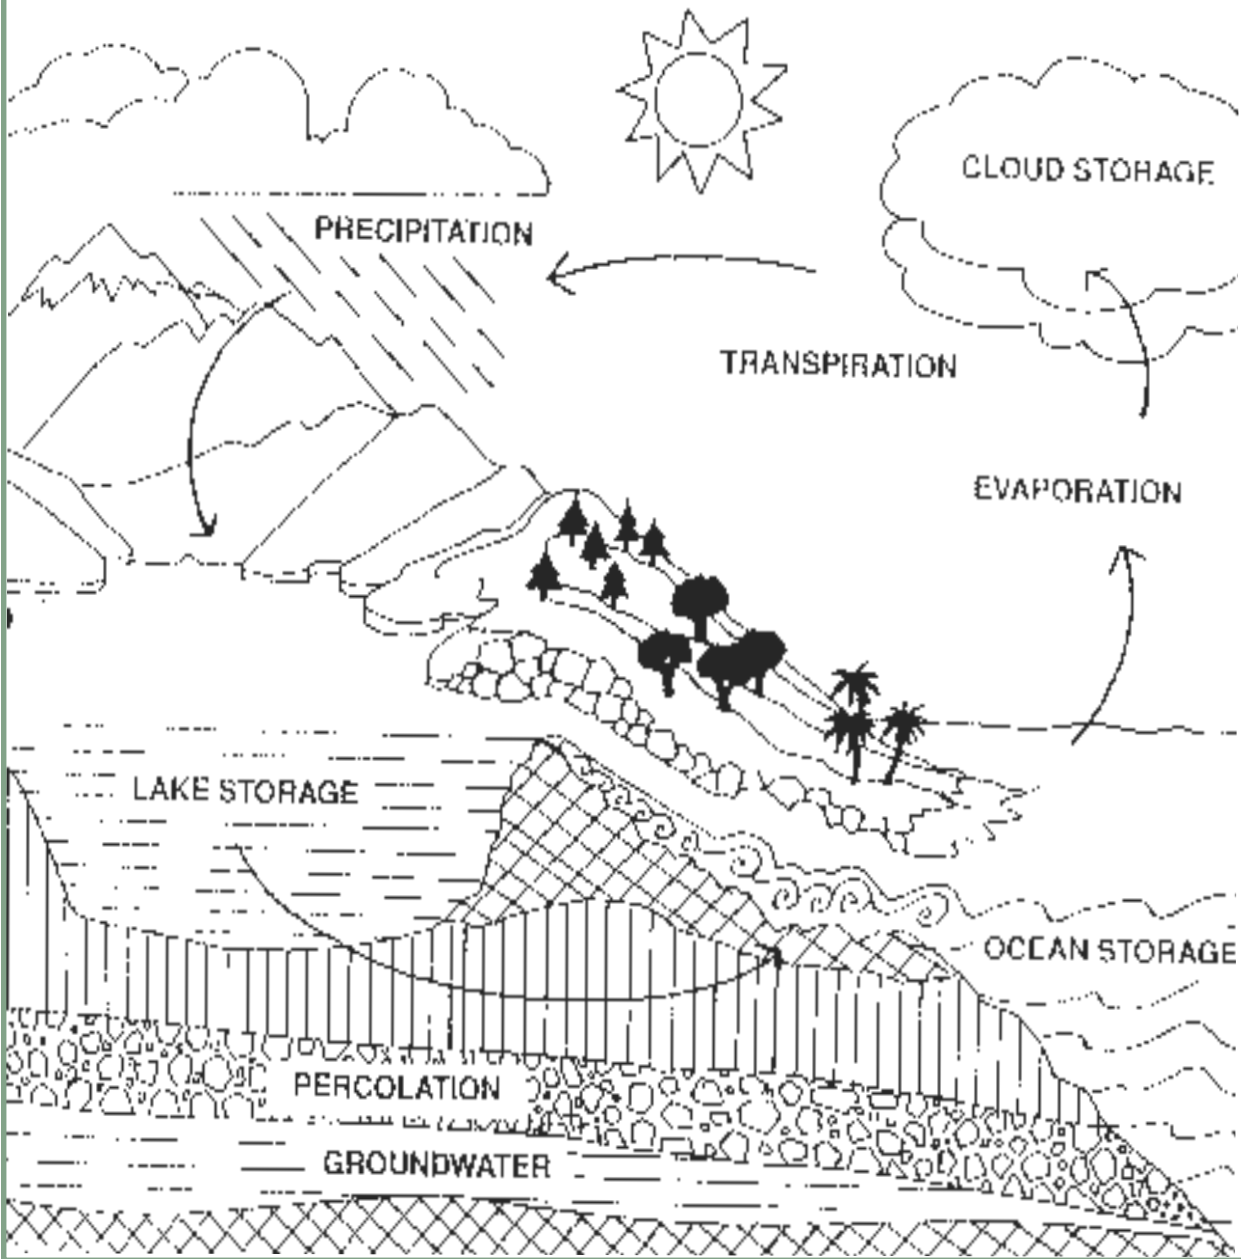 CLOUD STORAGE
PRECIPITATION
TRANSPIRATION
EVAPORATION
LAKE STORAGE
OCEAN STORAGE
PERCOLATION
GROUNDWATER